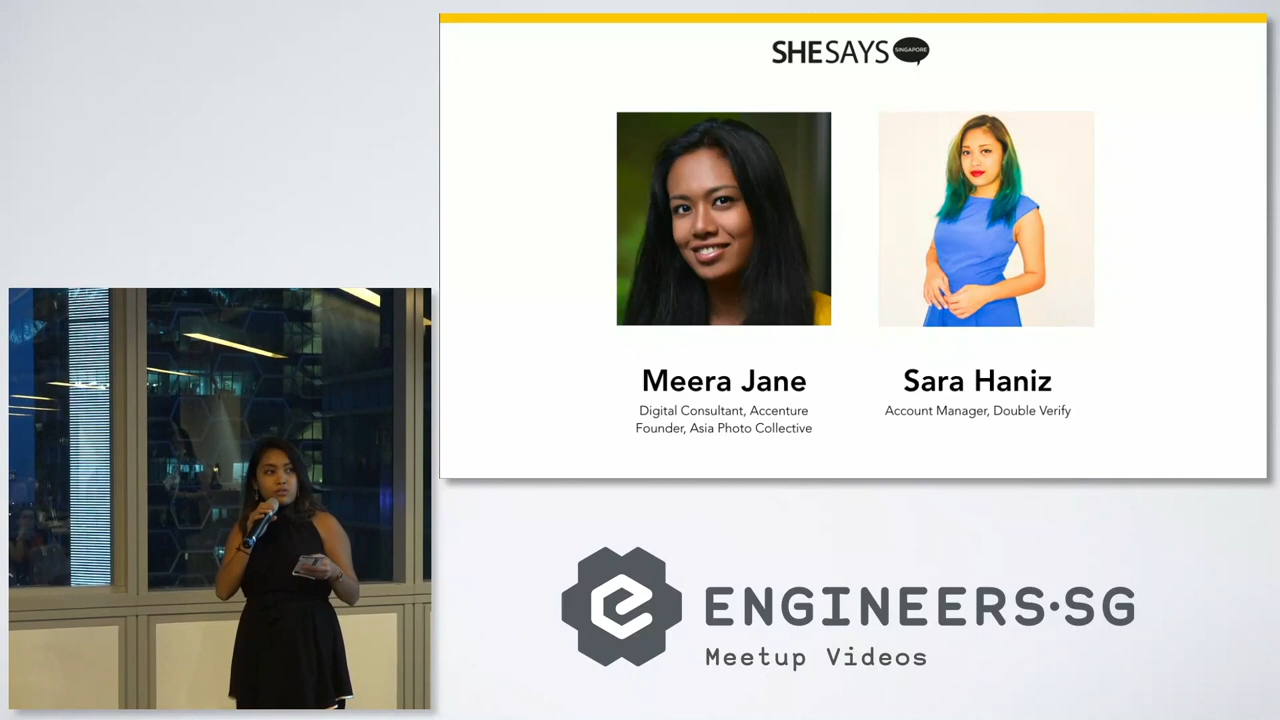 SHESAYS SINGAPORE
Meera Jane
Digital Consultant, Accenture
Founder, Asia Photo Collective
Sara Haniz
Account Manager, Double Verify
ENGINEERS·SG
Meetup Videos